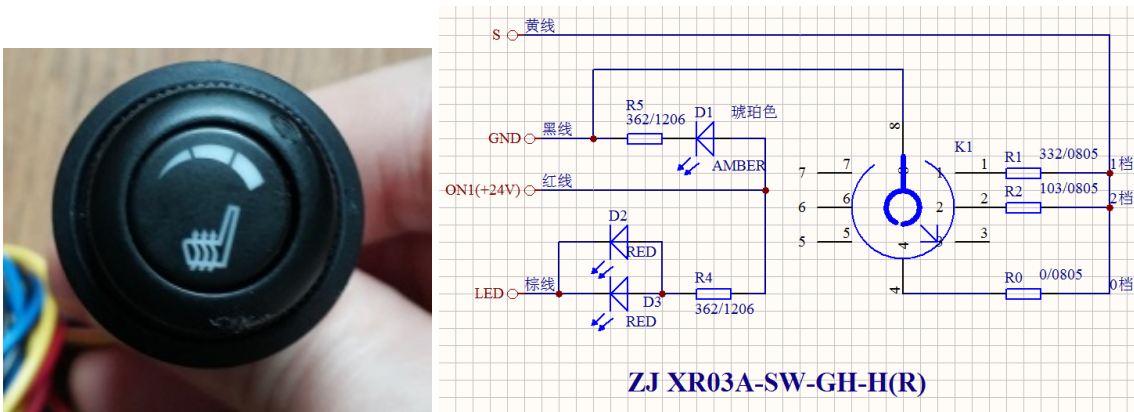 S 黄线
R5
362/1206
D1 琥珀色
GND 黑线
AMBER
ON1(+24V) 红线
D2
RED
LED 棕线
D3
RED
R4
362/1206
8
8
K1
7 7
6 6
5 5
1 1
2 2
3 3
4
4
R1 332/0805
1档
R2 103/0805
2档
R0 0/0805
0档
ZJ XR03A-SW-GH-H(R)